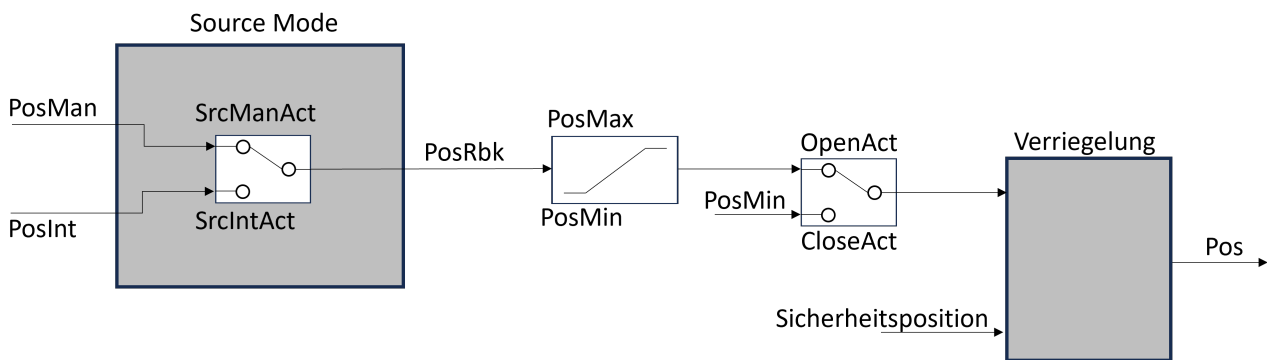 Source Mode
PosMan
SrcManAct
PosInt
SrcIntAct
PosRbk
PosMax
PosMin
OpenAct
PosMin
CloseAct
Verriegelung
Sicherheitsposition
Pos